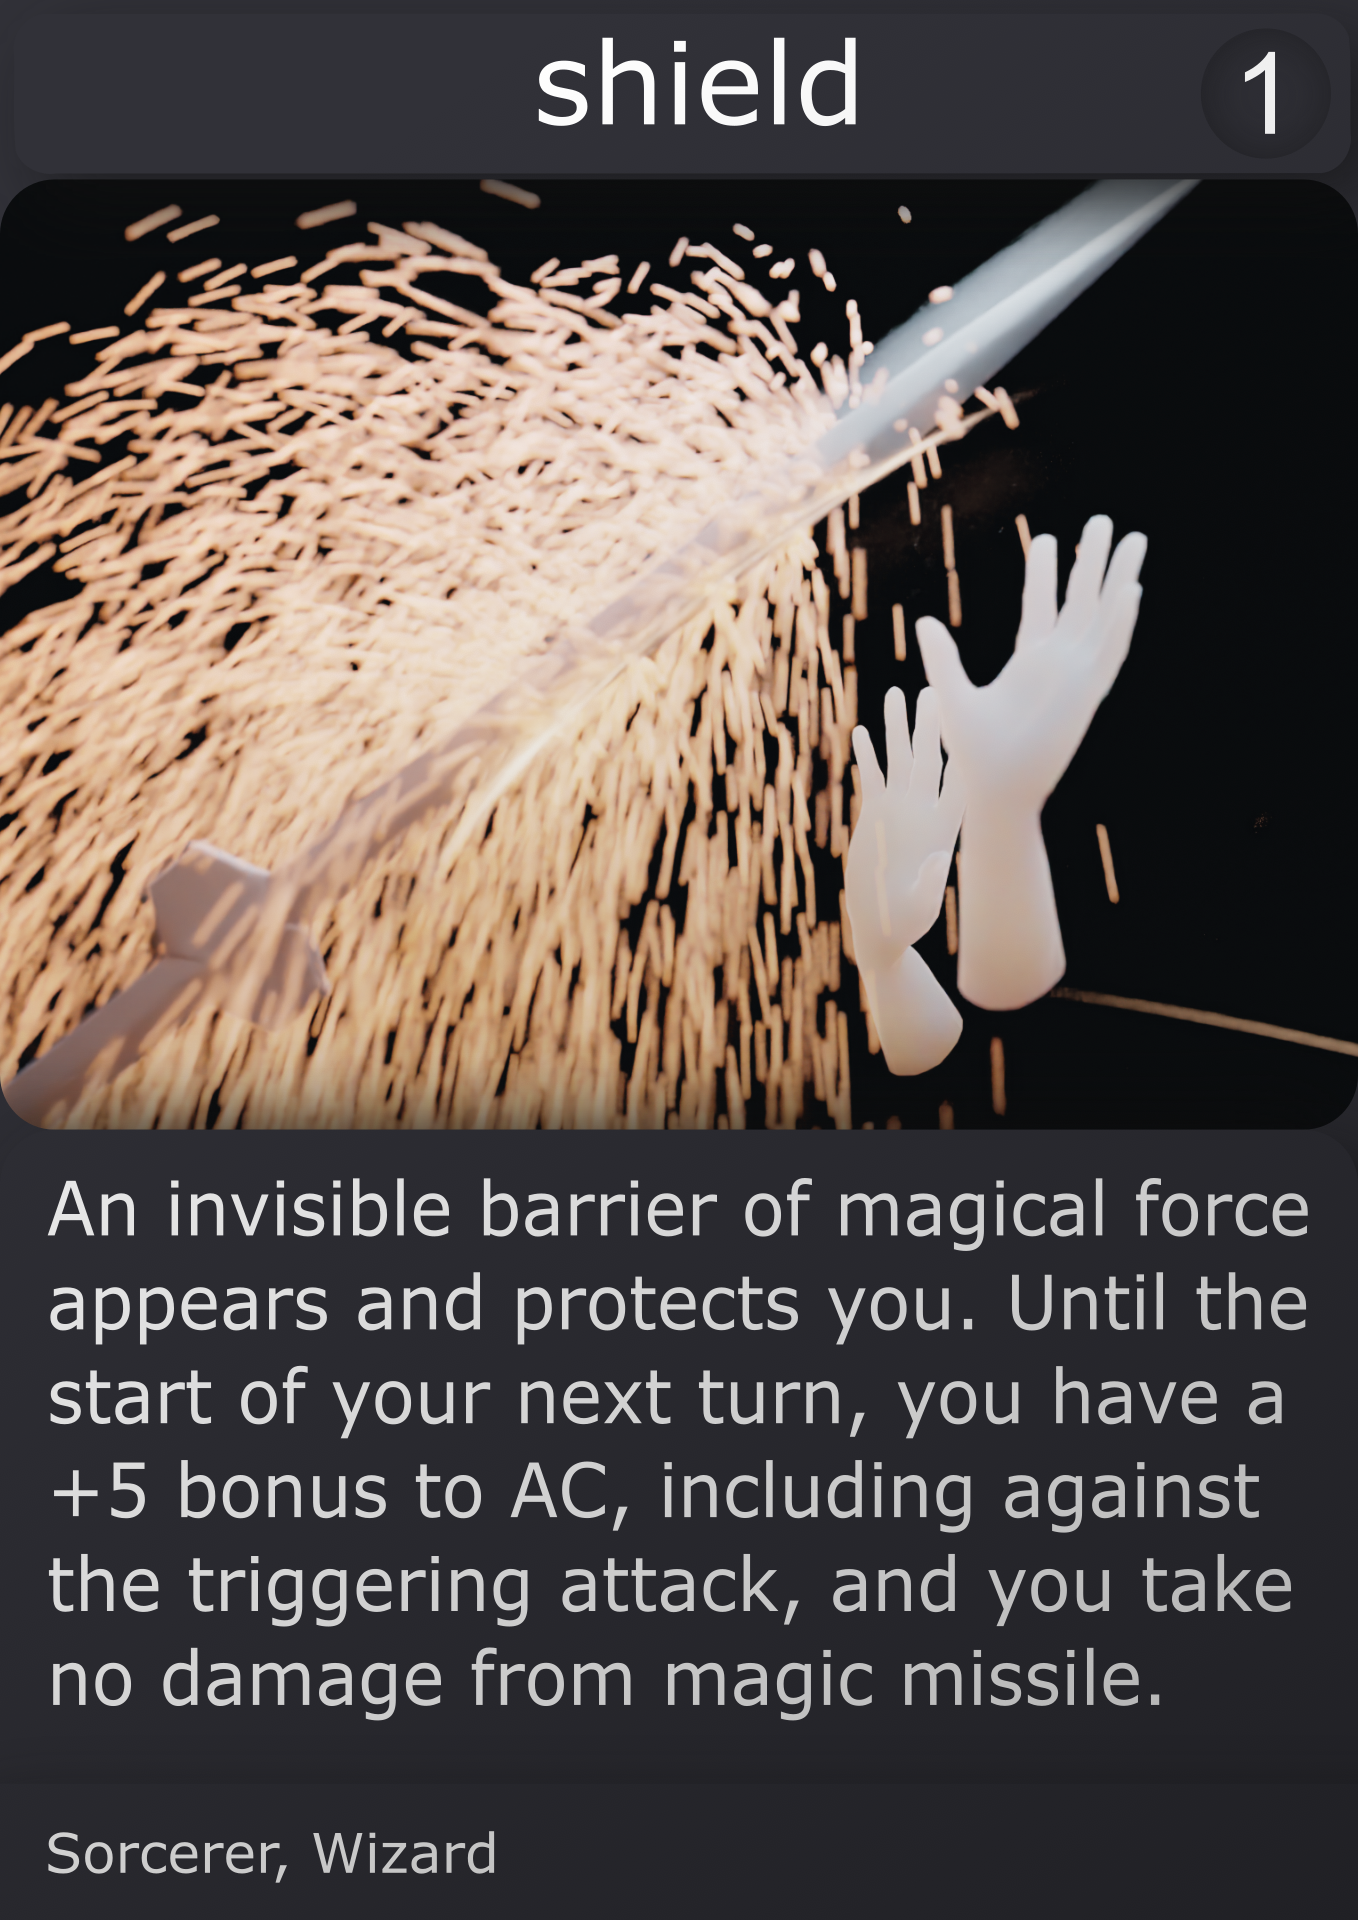 shield
1
An invisible barrier of magical force
appears and protects you. Until the
start of your next turn, you have a
+5 bonus to AC, including against
the triggering attack, and you take
no damage from magic missile.
Sorcerer, Wizard